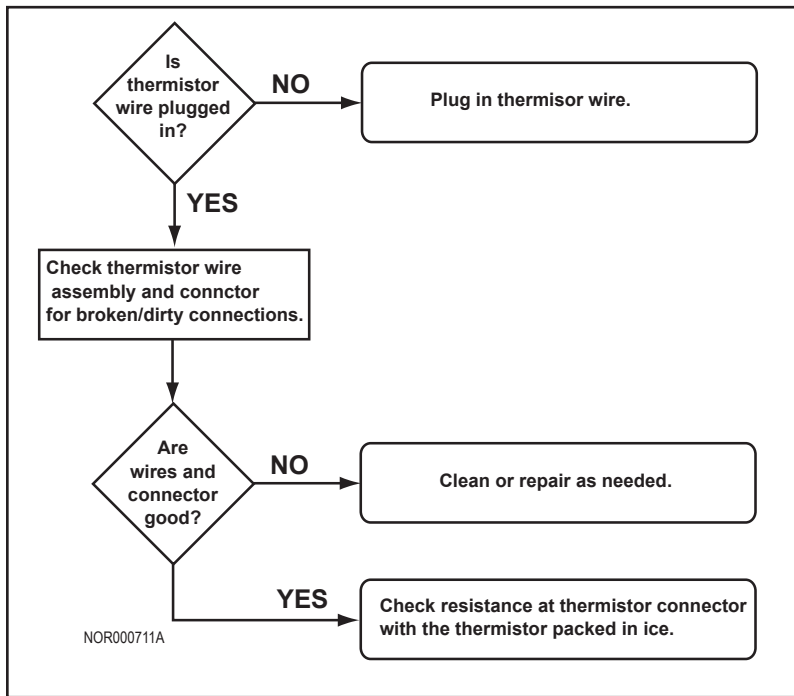 Is
thermistor
wire plugged
in?
NO
Plug in thermisor wire.
YES
Check thermistor wire
assembly and connctor
for broken/dirty connections.
Are
wires and
connector
good?
NO
Clean or repair as needed.
YES
Check resistance at thermistor connector
with the thermistor packed in ice.
NOR000711A